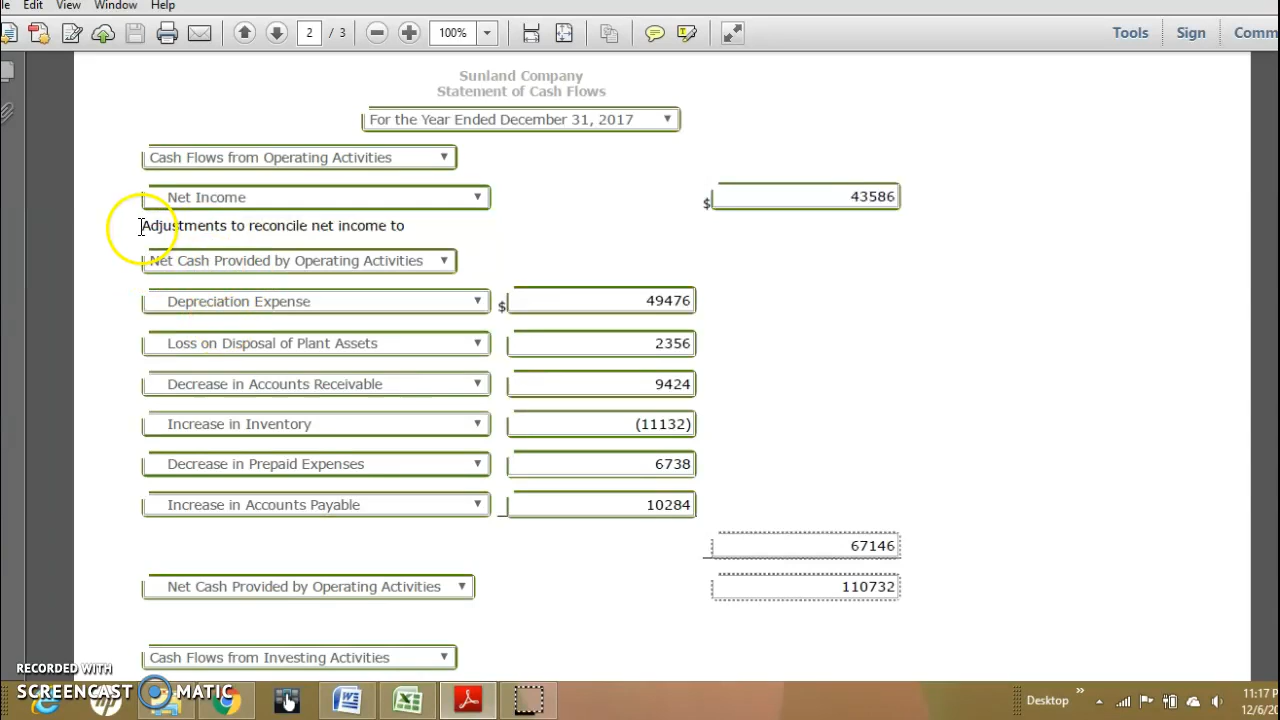 Edit View Window Help
2 / 3 100% Tools Sign
Sunland Company
Statement of Cash Flows
For the Year Ended December 31, 2017
Cash Flows from Operating Activities
Net Income $ 43586
Adjustments to reconcile net income to
Net Cash Provided by Operating Activities
Depreciation Expense $ 49476
Loss on Disposal of Plant Assets 2356
Decrease in Accounts Receivable 9424
Increase in Inventory (11132)
Decrease in Prepaid Expenses 6738
Increase in Accounts Payable 10284
67146
Net Cash Provided by Operating Activities 110732
Cash Flows from Investing Activities
RECORDED WITH
SCREENCAST MATIC
Desktop
11:17 P
12/6/20